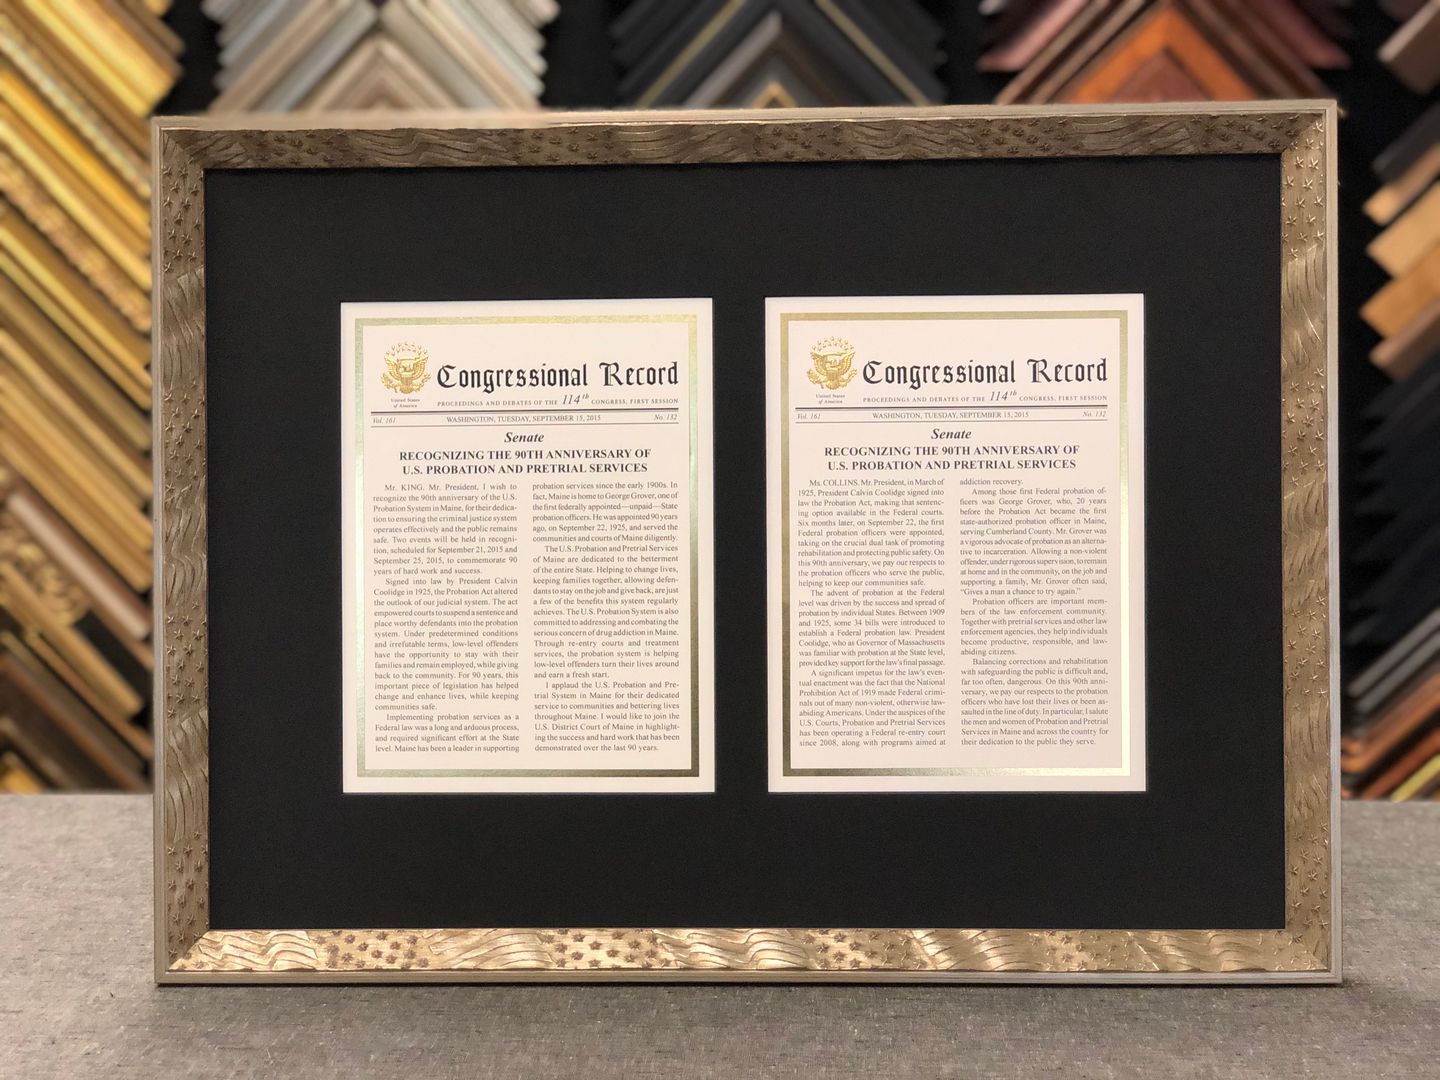 United States
of America
Congressional Record
PROCEEDINGS AND DEBATES OF THE 114th CONGRESS, FIRST SESSION
Vol. 161 WASHINGTON, TUESDAY, SEPTEMBER 15, 2015 No. 132
Senate
RECOGNIZING THE 90TH ANNIVERSARY OF
U.S. PROBATION AND PRETRIAL SERVICES
Mr. KING. Mr. President, I wish to
recognize the 90th anniversary of the U.S.
Probation System in Maine, for their dedica-
tion to ensuring the criminal justice system
operates effectively and the public remains
safe. Two events will be held in recogni-
tion, scheduled for September 21, 2015 and
September 25, 2015, to commemorate 90
years of hard work and success.
Signed into law by President Calvin
Coolidge in 1925, the Probation Act altered
the outlook of our judicial system. The act
empowered courts to suspend a sentence and
place worthy defendants into the probation
system. Under predetermined conditions
and irrefutable terms, low-level offenders
have the opportunity to stay with their
families and remain employed, while giving
back to the community. For 90 years, this
important piece of legislation has helped
change and enhance lives, while keeping
communities safe.
Implementing probation services as a
Federal law was a long and arduous process,
and required significant effort at the State
level. Maine has been a leader in supporting
probation services since the early 1900s. In
fact, Maine is home to George Grover, one of
the first federally appointed—unpaid—State
probation officers. He was appointed 90 years
ago, on September 22, 1925, and served the
communities and courts of Maine diligently.
The U.S. Probation and Pretrial Services
of Maine are dedicated to the betterment
of the entire State. Helping to change lives,
keeping families together, allowing defen-
dants to stay on the job and give back, are just
a few of the benefits this system regularly
achieves. The U.S. Probation System is also
committed to addressing and combating the
serious concern of drug addiction in Maine.
Through re-entry courts and treatment
services, the probation system is helping
low-level offenders turn their lives around
and earn a fresh start.
I applaud the U.S. Probation and Pre-
trial System in Maine for their dedicated
service to communities and bettering lives
throughout Maine. I would like to join the
U.S. District Court of Maine in highlight-
ing the success and hard work that has been
demonstrated over the last 90 years.
United States
of America
Congressional Record
PROCEEDINGS AND DEBATES OF THE 114th CONGRESS, FIRST SESSION
Vol. 161 WASHINGTON, TUESDAY, SEPTEMBER 15, 2015 No. 132
Senate
RECOGNIZING THE 90TH ANNIVERSARY OF
U.S. PROBATION AND PRETRIAL SERVICES
Ms. COLLINS. Mr. President, in March of
1925, President Calvin Coolidge signed into
law the Probation Act, making that sentenc-
ing option available in the Federal courts.
Six months later, on September 22, the first
Federal probation officers were appointed,
taking on the crucial dual task of promoting
rehabilitation and protecting public safety. On
this 90th anniversary, we pay our respects to
the probation officers who serve the public,
helping to keep our communities safe.
The advent of probation at the Federal
level was driven by the success and spread of
probation by individual States. Between 1909
and 1925, some 34 bills were introduced to
establish a Federal probation law. President
Coolidge, who as Governor of Massachusetts
was familiar with probation at the State level,
provided key support for the law's final passage.
A significant impetus for the law's even-
tual enactment was the fact that the National
Prohibition Act of 1919 made Federal crimi-
nals out of many non-violent, otherwise law-
abiding Americans. Under the auspices of the
U.S. Courts, Probation and Pretrial Services
has been operating a Federal re-entry court
since 2008, along with programs aimed at
addiction recovery.
Among those first Federal probation of-
ficers was George Grover, who, 20 years
before the Probation Act became the first
state-authorized probation officer in Maine,
serving Cumberland County. Mr. Grover was
a vigorous advocate of probation as an alterna-
tive to incarceration. Allowing a non-violent
offender, under rigorous supervision, to remain
at home and in the community, on the job and
supporting a family, Mr. Grover often said,
"Gives a man a chance to try again."
Probation officers are important mem-
bers of the law enforcement community.
Together with pretrial services and other law
enforcement agencies, they help individuals
become productive, responsible, and law-
abiding citizens.
Balancing corrections and rehabilitation
with safeguarding the public is difficult and,
far too often, dangerous. On this 90th anni-
versary, we pay our respects to the probation
officers who have lost their lives or been as-
saulted in the line of duty. In particular, I salute
the men and women of Probation and Pretrial
Services in Maine and across the country for
their dedication to the public they serve.